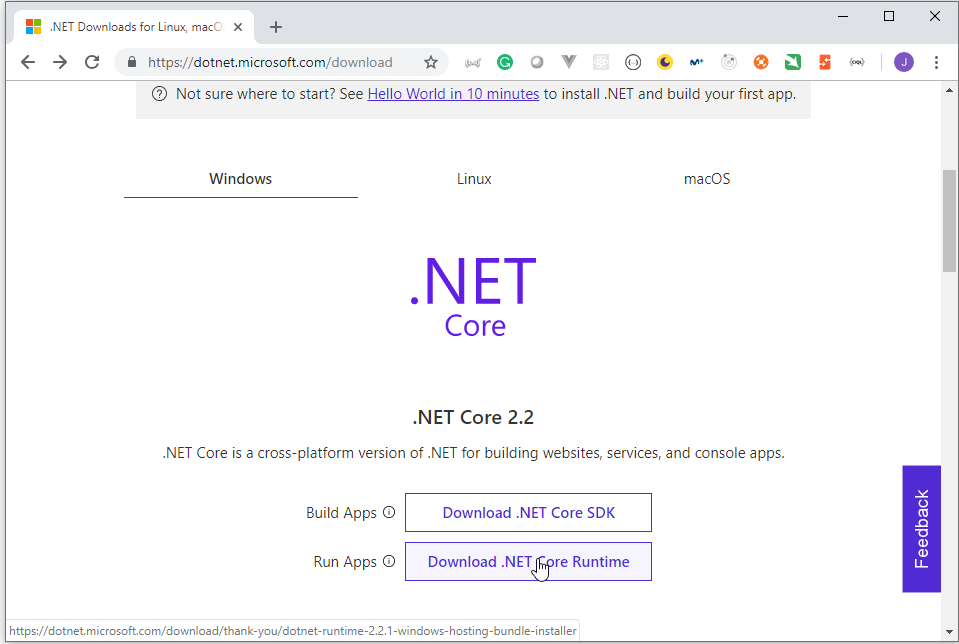 .NET Downloads for Linux, macO
https://dotnet.microsoft.com/download
J
Not sure where to start? See Hello World in 10 minutes to install .NET and build your first app.
Windows
Linux
macOS
.NET
Core
.NET Core 2.2
.NET Core is a cross-platform version of .NET for building websites, services, and console apps.
Build Apps
Download .NET Core SDK
Run Apps
Download .NET Core Runtime
Feedback
https://dotnet.microsoft.com/download/thank-you/dotnet-runtime-2.2.1-windows-hosting-bundle-installer